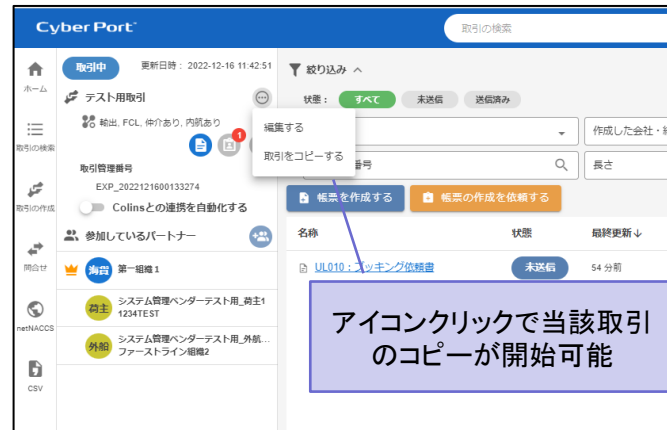 Cyber Port
取引の検索
ホーム
取引の検索
取引の作成
問合せ
netNACCS
CSV
取引中
更新日時： 2022-12-16 11:42:51
テスト用取引
輸出, FCL, 仲介あり, 内航あり
1
取引管理番号
EXP_2022121600133274
Colinsとの連携を自動化する
参加しているパートナー
海貨 第一組織１
荷主 システム管理ベンダーテスト用_荷主1
1234TEST
外船 システム管理ベンダーテスト用_外航...
ファーストライン組織2
編集する
取引をコピーする
絞り込み
状態： すべて 未送信 送信済み
作成した会社・
番号
長さ
帳票を作成する
帳票の作成を依頼する
名称 状態 最終更新↓
UL010：ブッキング依頼書 未送信 54 分前
アイコンクリックで当該取引
のコピーが開始可能